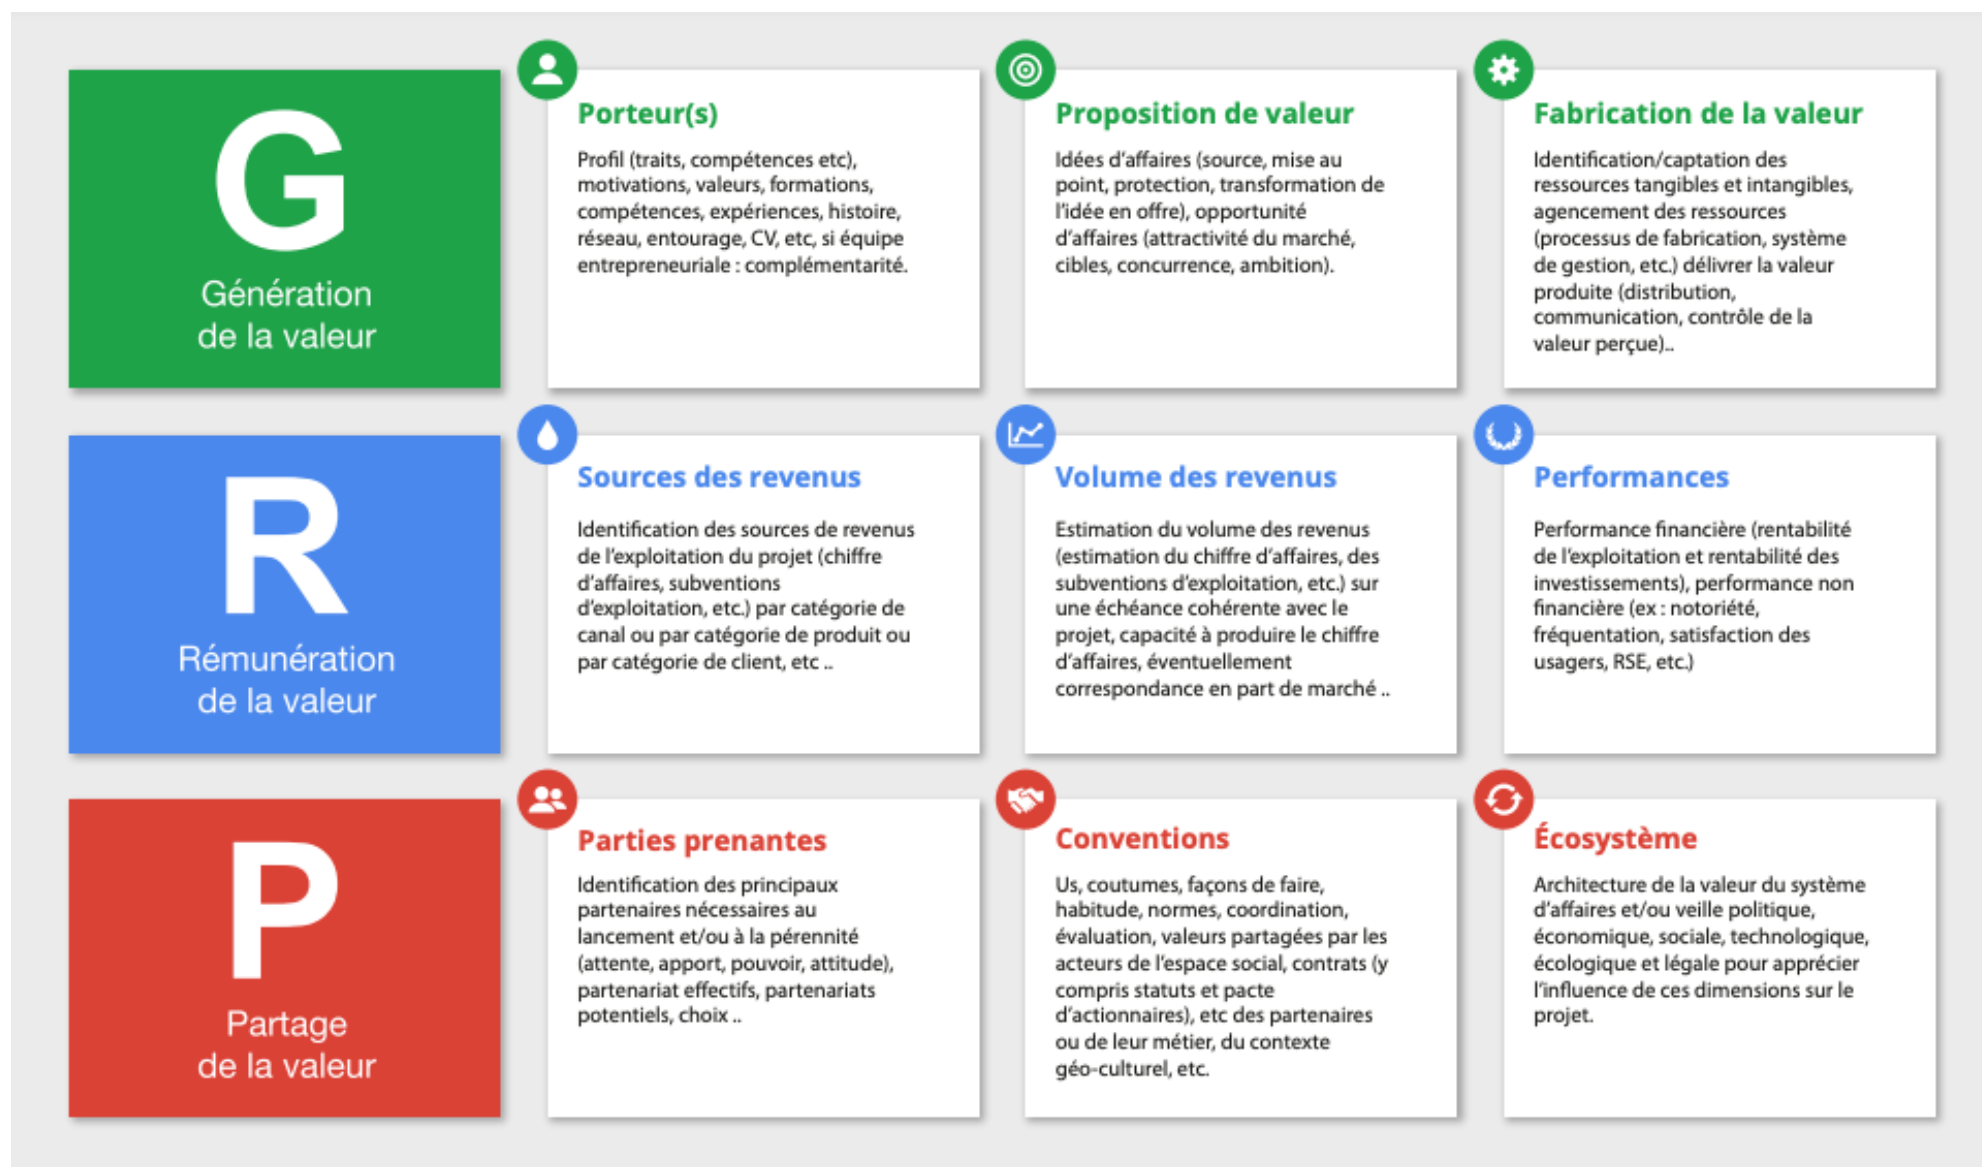 G
Génération
de la valeur
Porteur(s)
Profil (traits, compétences etc),
motivations, valeurs, formations,
compétences, expériences, histoire,
réseau, entourage, CV, etc, si équipe
entrepreneuriale : complémentarité.
Proposition de valeur
Idées d'affaires (source, mise au
point, protection, transformation de
l'idée en offre), opportunité
d'affaires (attractivité du marché,
cibles, concurrence, ambition).
Fabrication de la valeur
Identification/captation des
ressources tangibles et intangibles,
agencement des ressources
(processus de fabrication, système
de gestion, etc.) délivrer la valeur
produite (distribution,
communication, contrôle de la
valeur perçue)..
R
Rémunération
de la valeur
Sources des revenus
Identification des sources de revenus
de l'exploitation du projet (chiffre
d'affaires, subventions
d'exploitation, etc.) par catégorie de
canal ou par catégorie de produit ou
par catégorie de client, etc ..
Volume des revenus
Estimation du volume des revenus
(estimation du chiffre d'affaires, des
subventions d'exploitation, etc.) sur
une échéance cohérente avec le
projet, capacité à produire le chiffre
d'affaires, éventuellement
correspondance en part de marché ..
Performances
Performance financière (rentabilité
de l'exploitation et rentabilité des
investissements), performance non
financière (ex : notoriété,
fréquentation, satisfaction des
usagers, RSE, etc.)
P
Partage
de la valeur
Parties prenantes
Identification des principaux
partenaires nécessaires au
lancement et/ou à la pérennité
(attente, apport, pouvoir, attitude),
partenariat effectifs, partenariats
potentiels, choix ..
Conventions
Us, coutumes, façons de faire,
habitude, normes, coordination,
évaluation, valeurs partagées par les
acteurs de l'espace social, contrats (y
compris statuts et pacte
d'actionnaires), etc des partenaires
ou de leur métier, du contexte
géo-culturel, etc.
Écosystème
Architecture de la valeur du système
d'affaires et/ou veille politique,
économique, sociale, technologique,
écologique et légale pour apprécier
l'influence de ces dimensions sur le
projet.